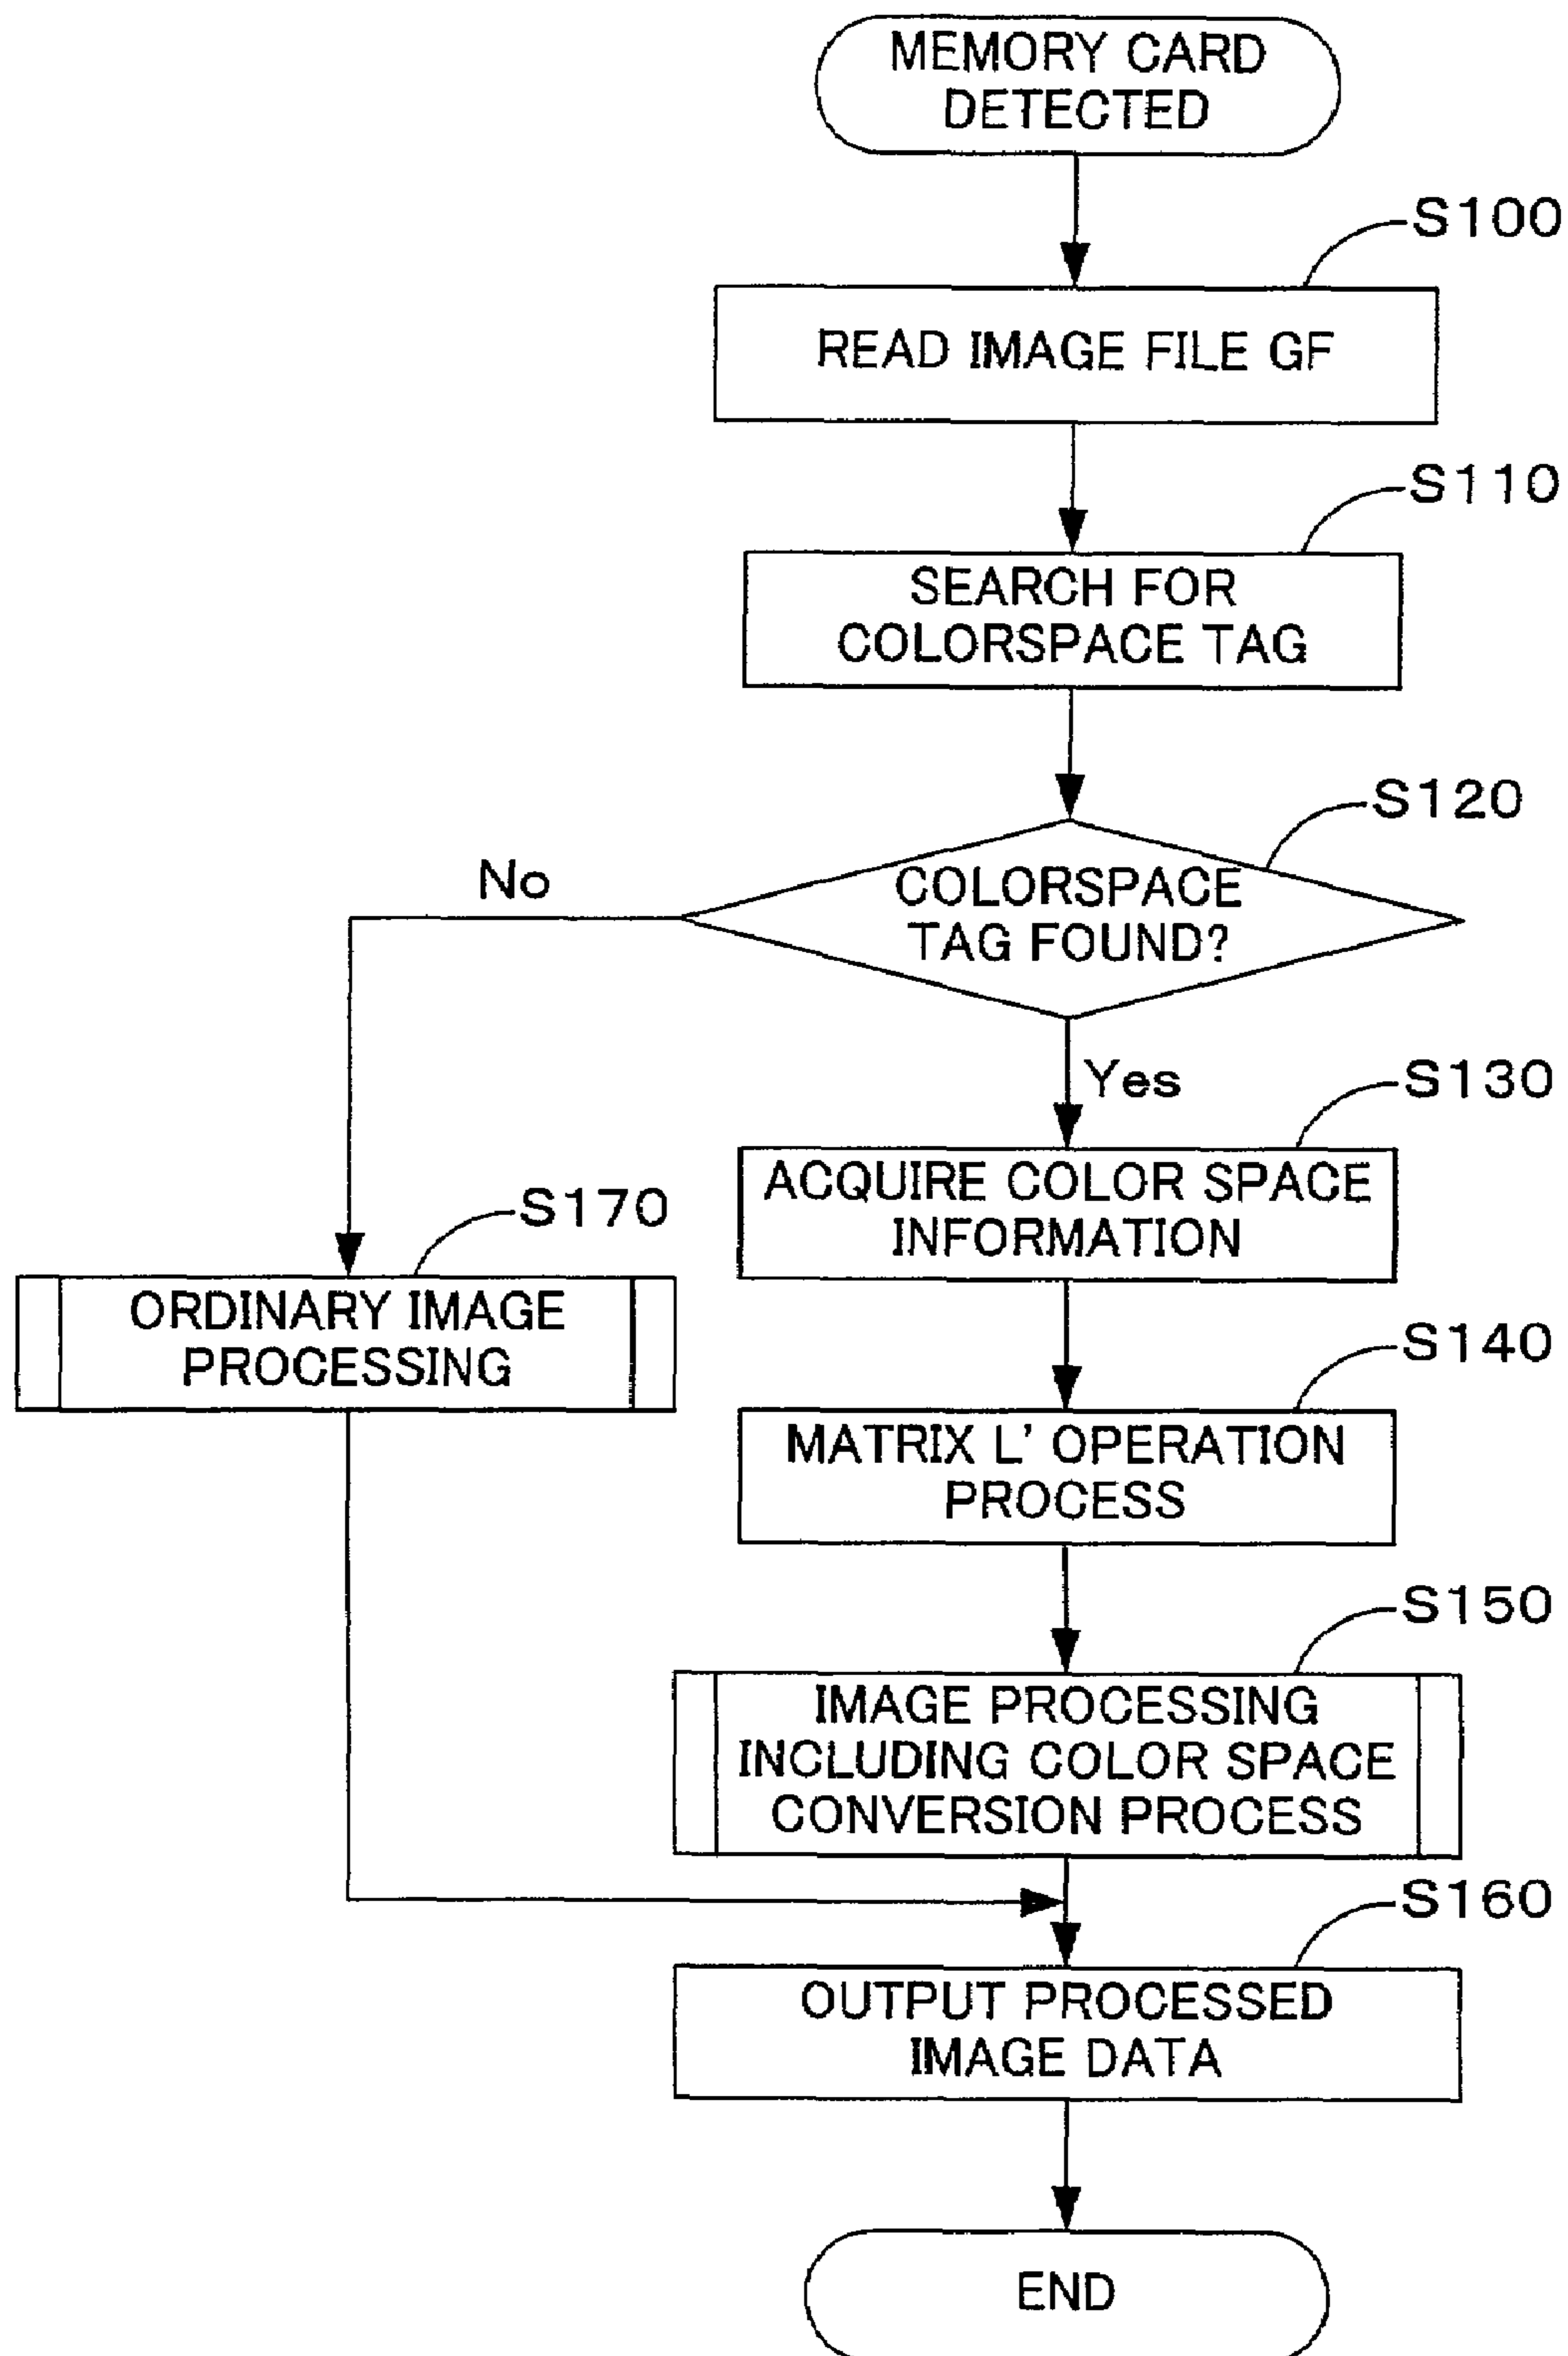 MEMORY CARD
DETECTED
S100
READ IMAGE FILE GF
S110
SEARCH FOR
COLORSPACE TAG
S120
COLORSPACE
TAG FOUND?
No
Yes
S130
ACQUIRE COLOR SPACE
INFORMATION
S170
ORDINARY IMAGE
PROCESSING
S140
MATRIX L' OPERATION
PROCESS
S150
IMAGE PROCESSING
INCLUDING COLOR SPACE
CONVERSION PROCESS
S160
OUTPUT PROCESSED
IMAGE DATA
END